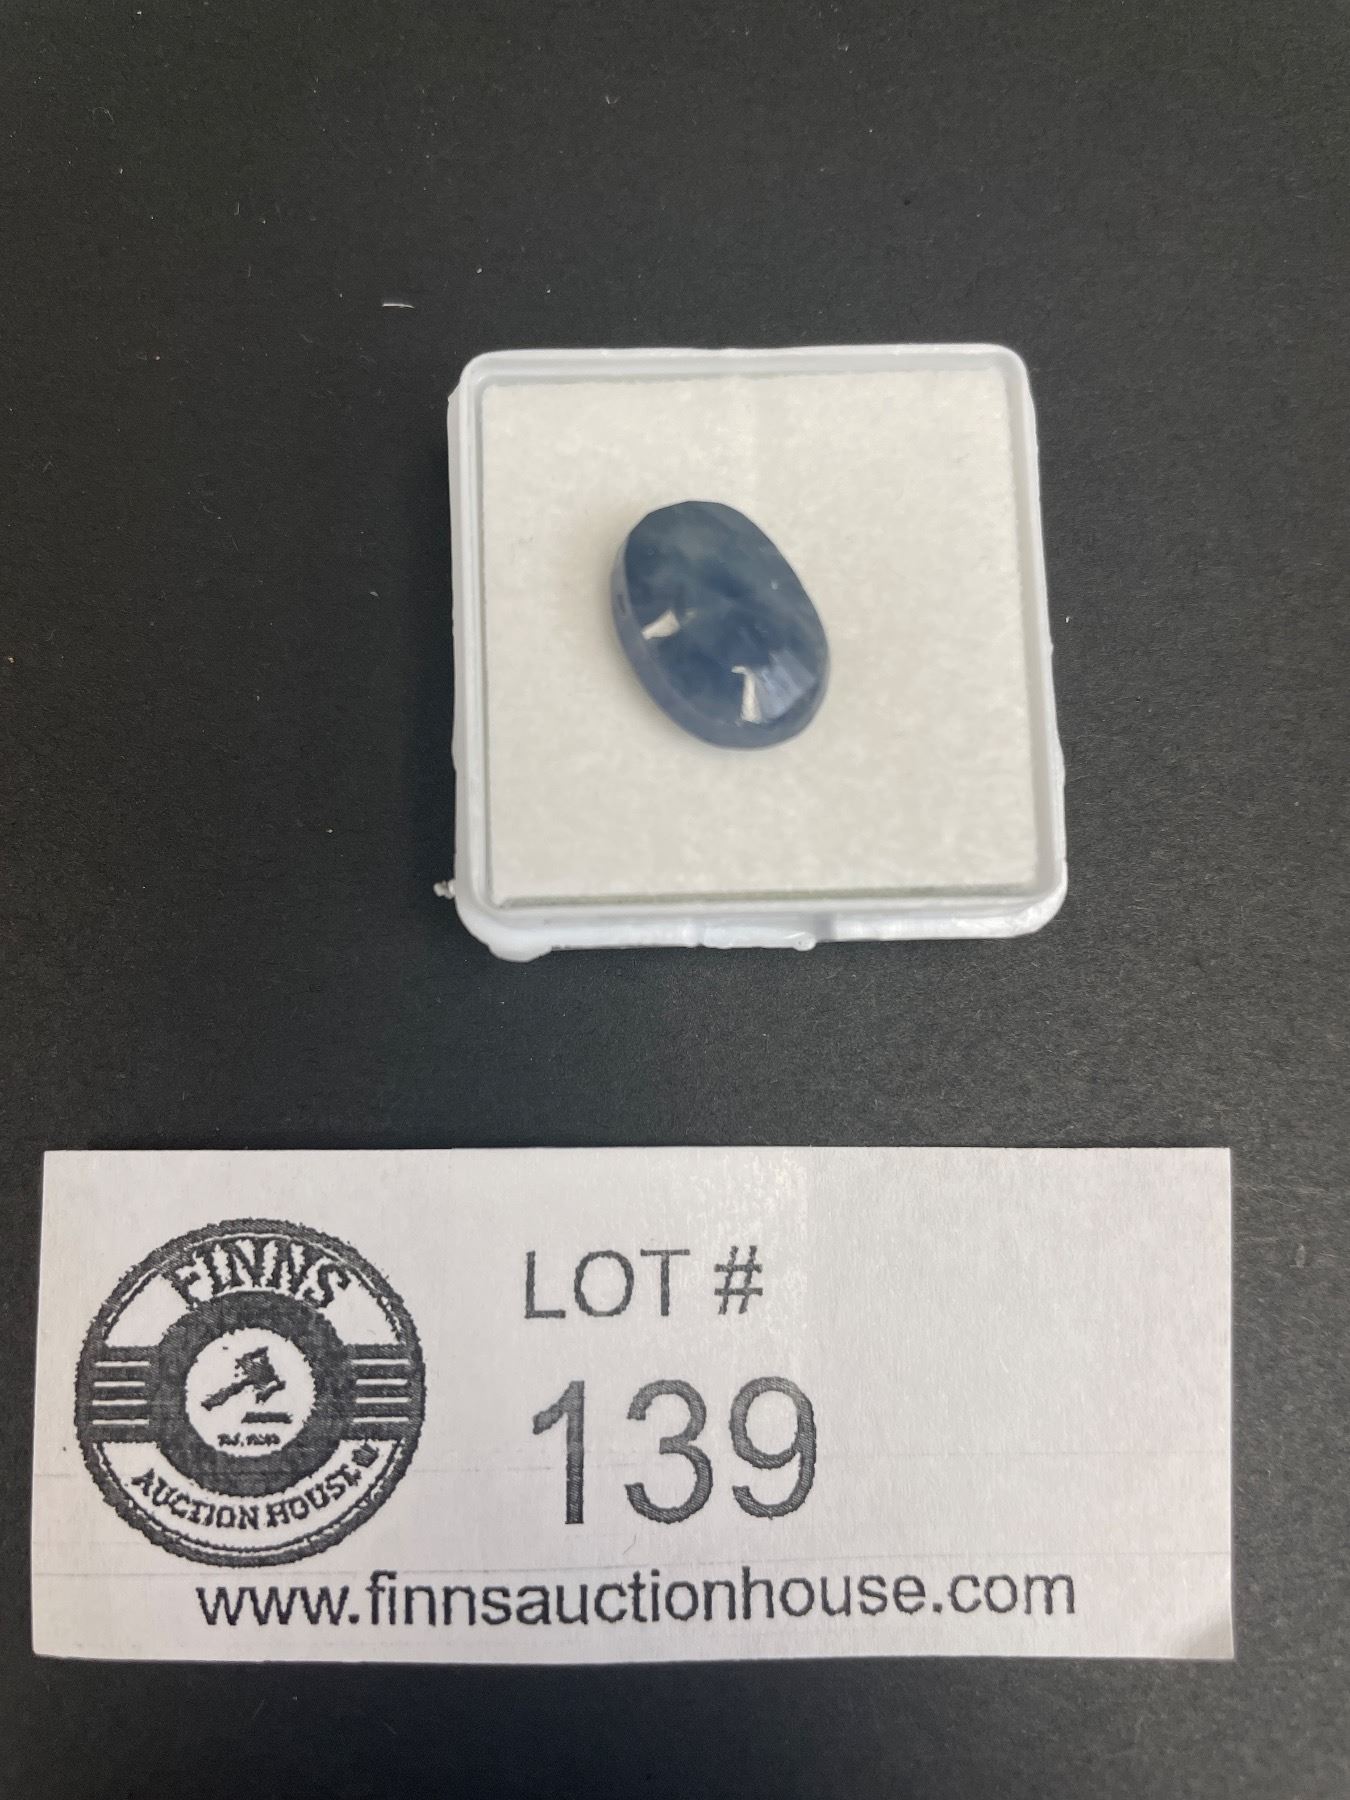 FINNS
AUCTION HOUSE
LOT #
139
www.finnsauctionhouse.com